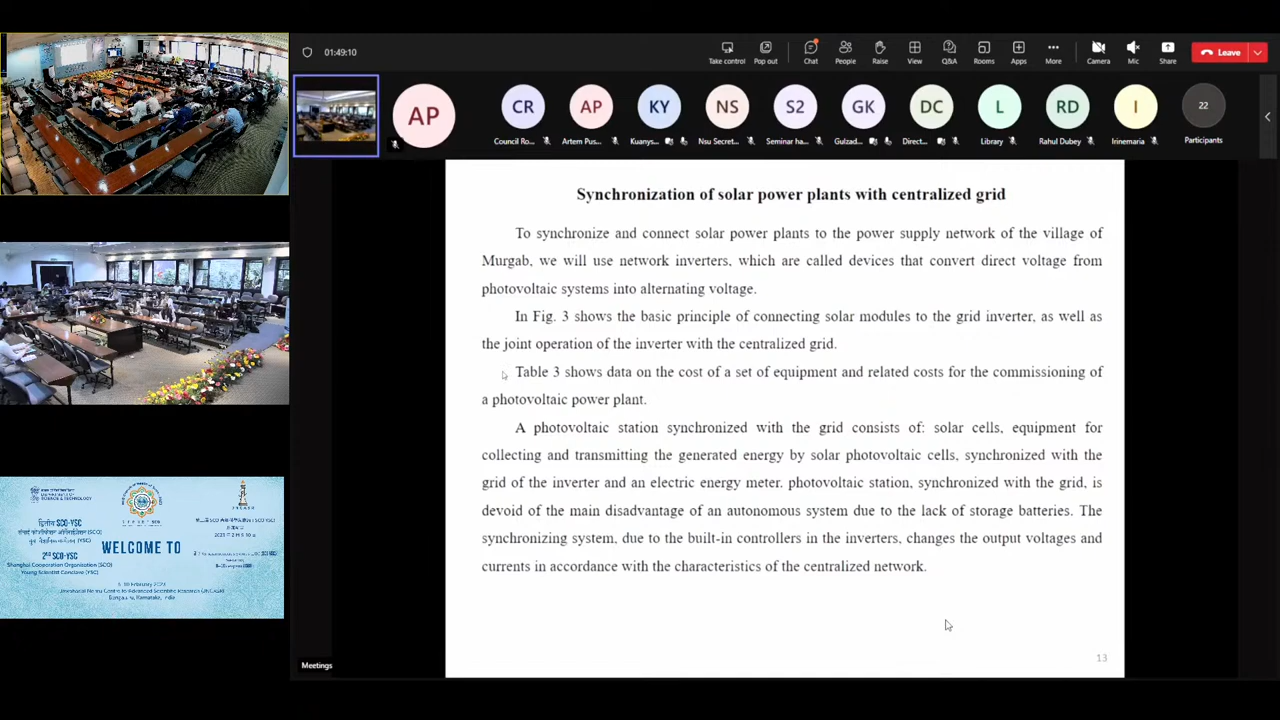 01:49:10
Take control
Pop out
Chat
People
Raise
View
Q&A
Rooms
Apps
More
Camera
Mic
Share
Leave
AP
CR
AP
KY
NS
S2
GK
DC
L
RD
I
22
Council Ro...
Artem Pus...
Kuanys...
Nsu Secret...
Seminar ha...
Gulzad...
Direct...
Library
Rahul Dubey
Irinemaria
Participants
Synchronization of solar power plants with centralized grid
To synchronize and connect solar power plants to the power supply network of the village of
Murgab, we will use network inverters, which are called devices that convert direct voltage from
photovoltaic systems into alternating voltage.
In Fig. 3 shows the basic principle of connecting solar modules to the grid inverter, as well as
the joint operation of the inverter with the centralized grid.
Table 3 shows data on the cost of a set of equipment and related costs for the commissioning of
a photovoltaic power plant.
A photovoltaic station synchronized with the grid consists of: solar cells, equipment for
collecting and transmitting the generated energy by solar photovoltaic cells, synchronized with the
grid of the inverter and an electric energy meter. photovoltaic station, synchronized with the grid, is
devoid of the main disadvantage of an autonomous system due to the lack of storage batteries. The
synchronizing system, due to the built-in controllers in the inverters, changes the output voltages and
currents in accordance with the characteristics of the centralized network.
13
Meetings
SCIENCE & TECHNOLOGY
WELCOME TO
2ND SCO-YSC
Shanghai Cooperation Organisation (SCO)
Young Scientist Conclave (YSC)
Jawaharlal Nehru Centre for Advanced Scientific Research (JNCASR)